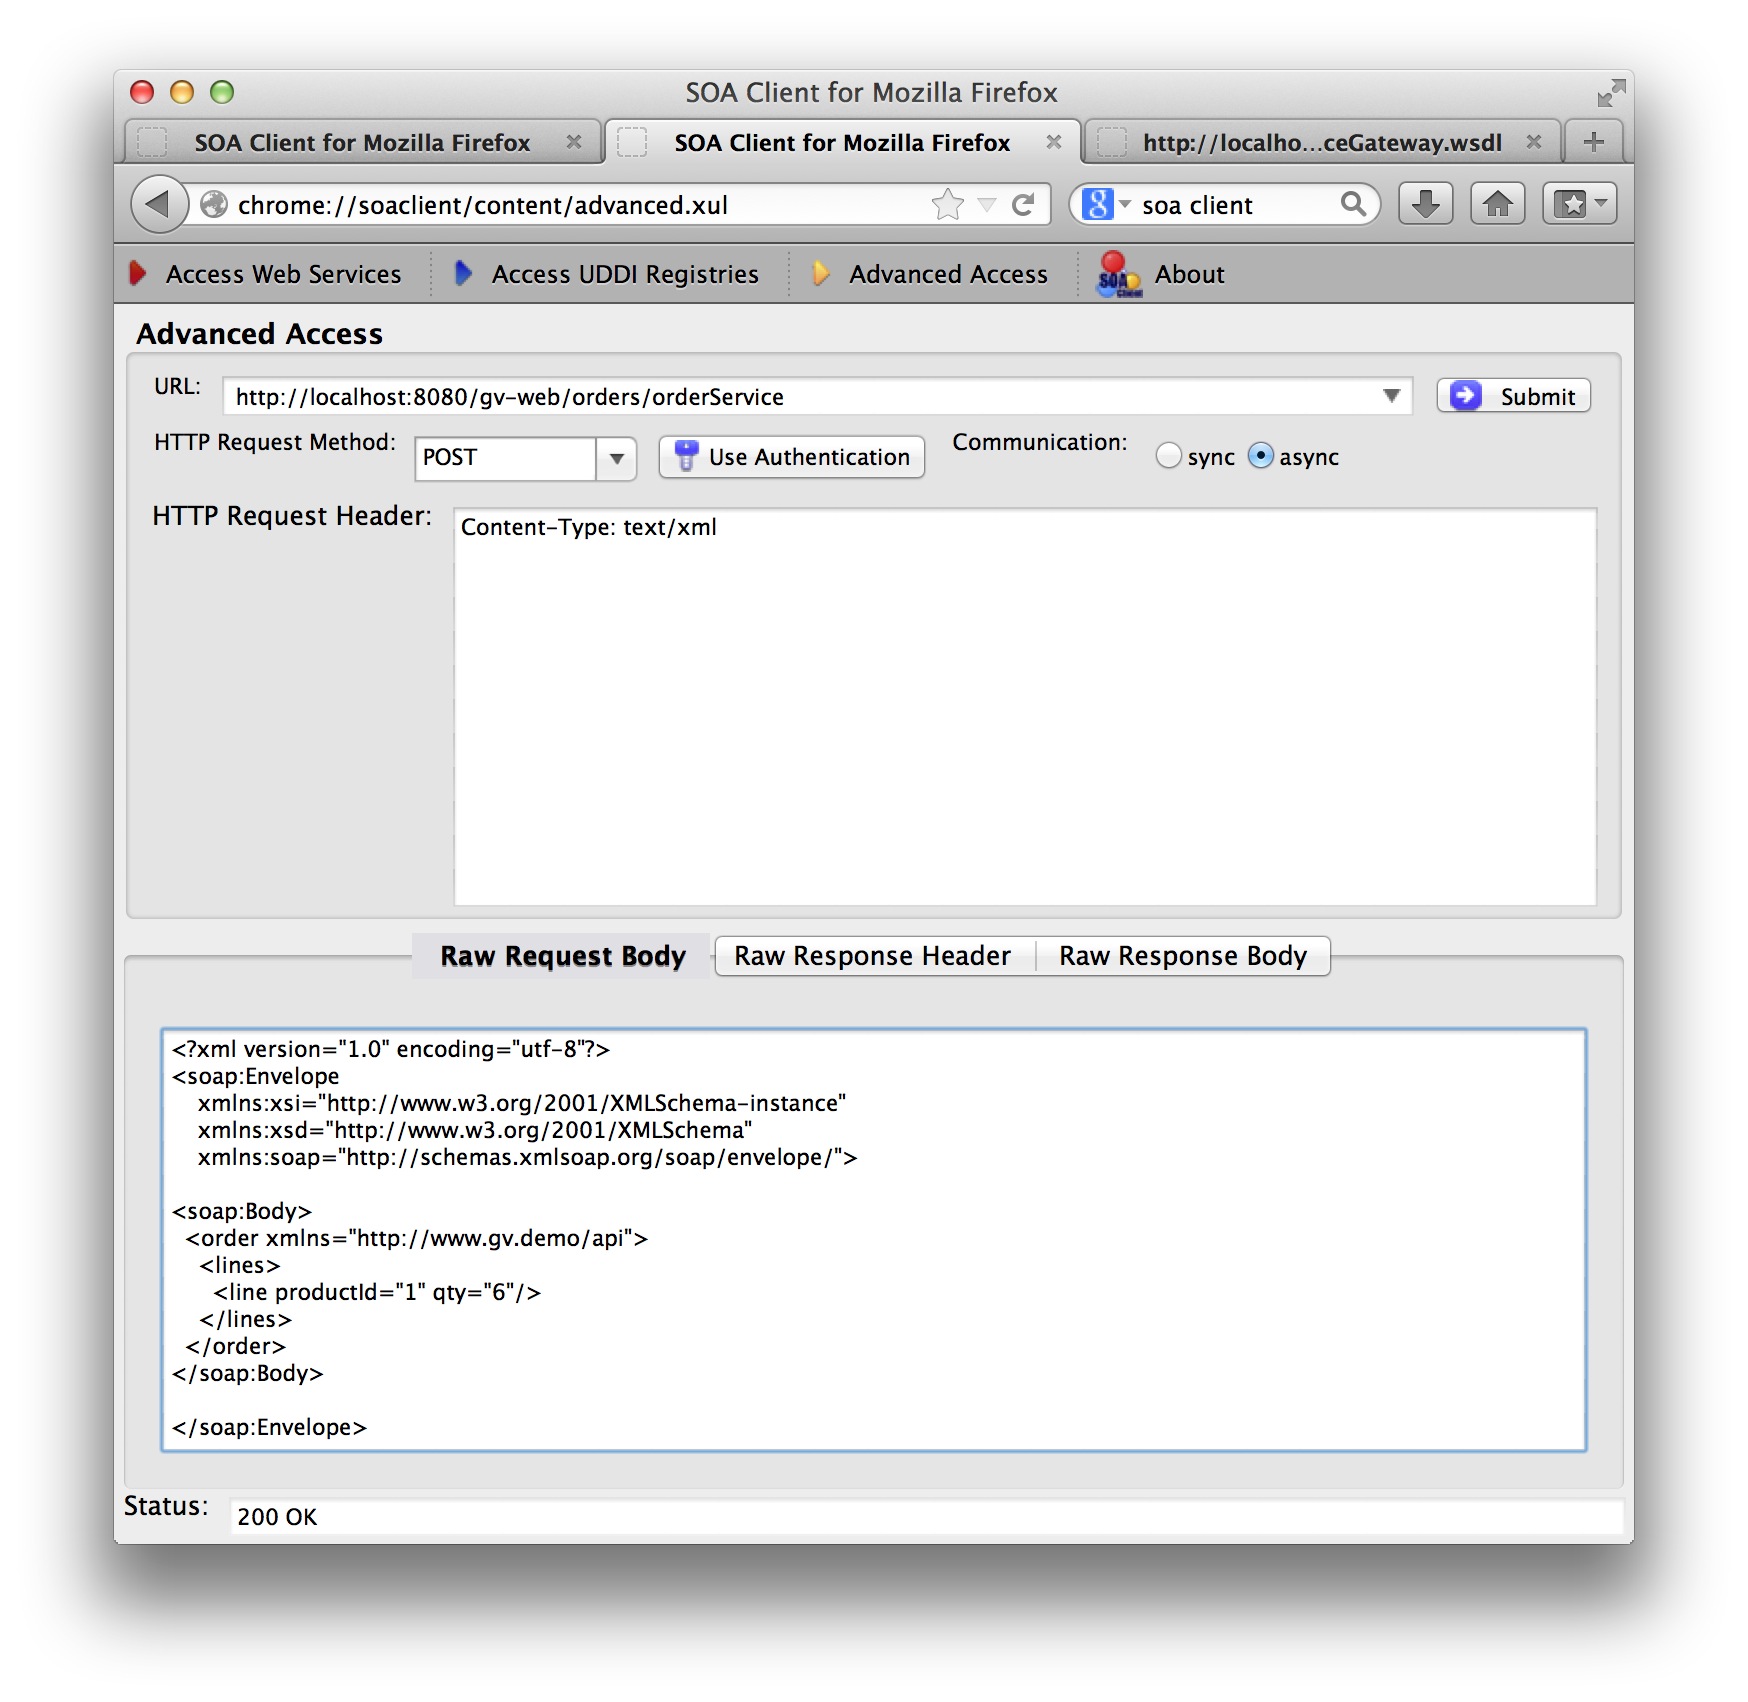 SOA Client for Mozilla Firefox
SOA Client for Mozilla Firefox
SOA Client for Mozilla Firefox
http://localho...ceGateway.wsdl
chrome://soaclient/content/advanced.xul
8
soa client
Access Web Services
Access UDDI Registries
Advanced Access
SOA Client
About
Advanced Access
URL:
http://localhost:8080/gv-web/orders/orderService
Submit
HTTP Request Method:
POST
Use Authentication
Communication:
sync
async
HTTP Request Header:
Content-Type: text/xml
Raw Request Body
Raw Response Header
Raw Response Body
<?xml version="1.0" encoding="utf-8"?>
<soap:Envelope
    xmlns:xsi="http://www.w3.org/2001/XMLSchema-instance"
    xmlns:xsd="http://www.w3.org/2001/XMLSchema"
    xmlns:soap="http://schemas.xmlsoap.org/soap/envelope/">
<soap:Body>
  <order xmlns="http://www.gv.demo/api">
    <lines>
      <line productId="1" qty="6"/>
    </lines>
  </order>
</soap:Body>
</soap:Envelope>
Status:
200 OK